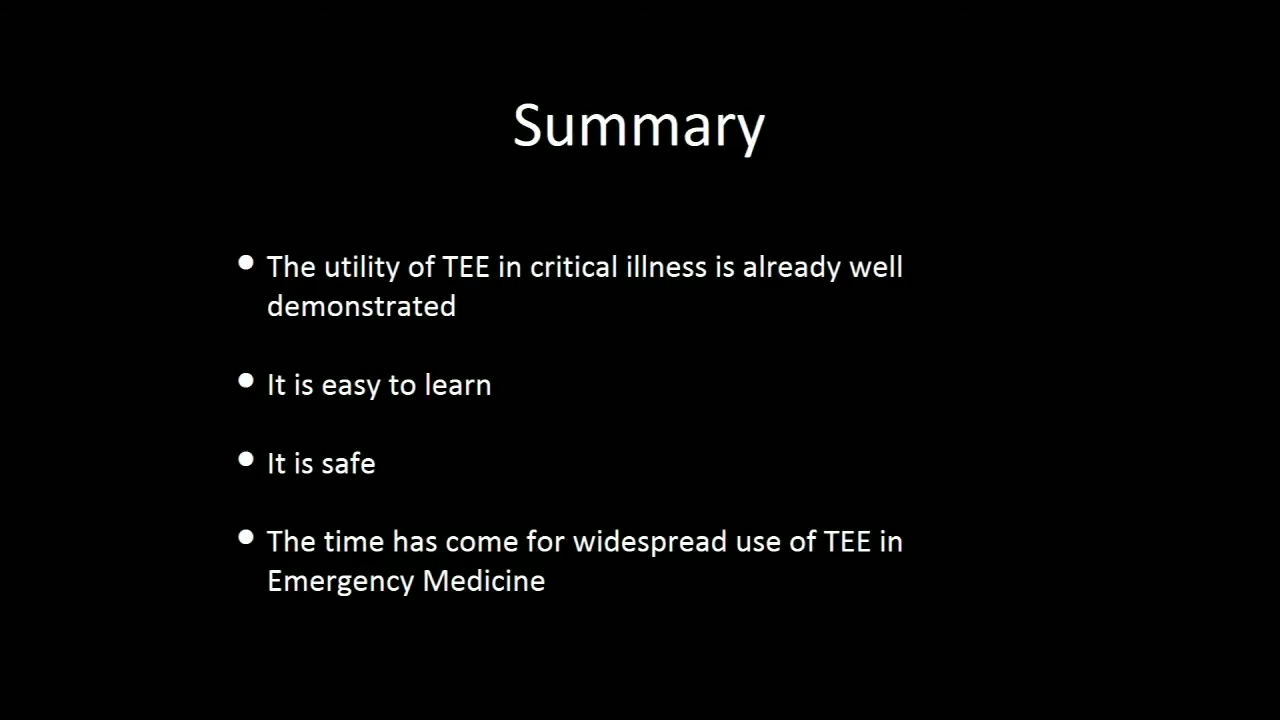 Summary
• The utility of TEE in critical illness is already well
demonstrated
• It is easy to learn
• It is safe
• The time has come for widespread use of TEE in
Emergency Medicine